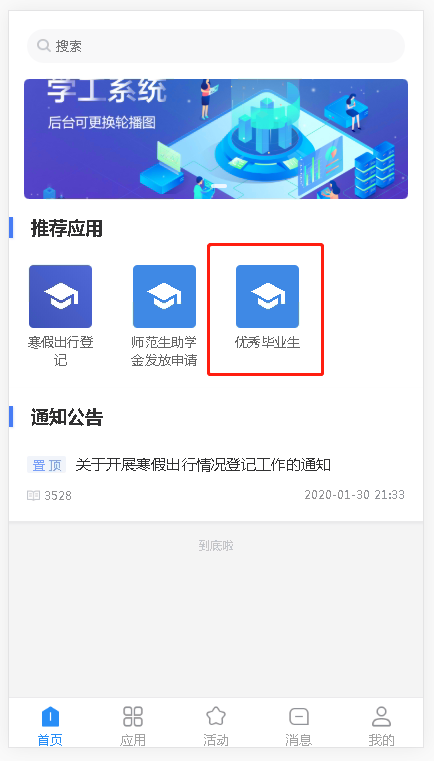 搜索
学工系统
后台可更换轮播图
推荐应用
寒假出行登
记
师范生助学
金发放申请
优秀毕业生
通知公告
置顶 关于开展寒假出行情况登记工作的通知
3528 2020-01-30 21:33
到底啦
首页 应用 活动 消息 我的